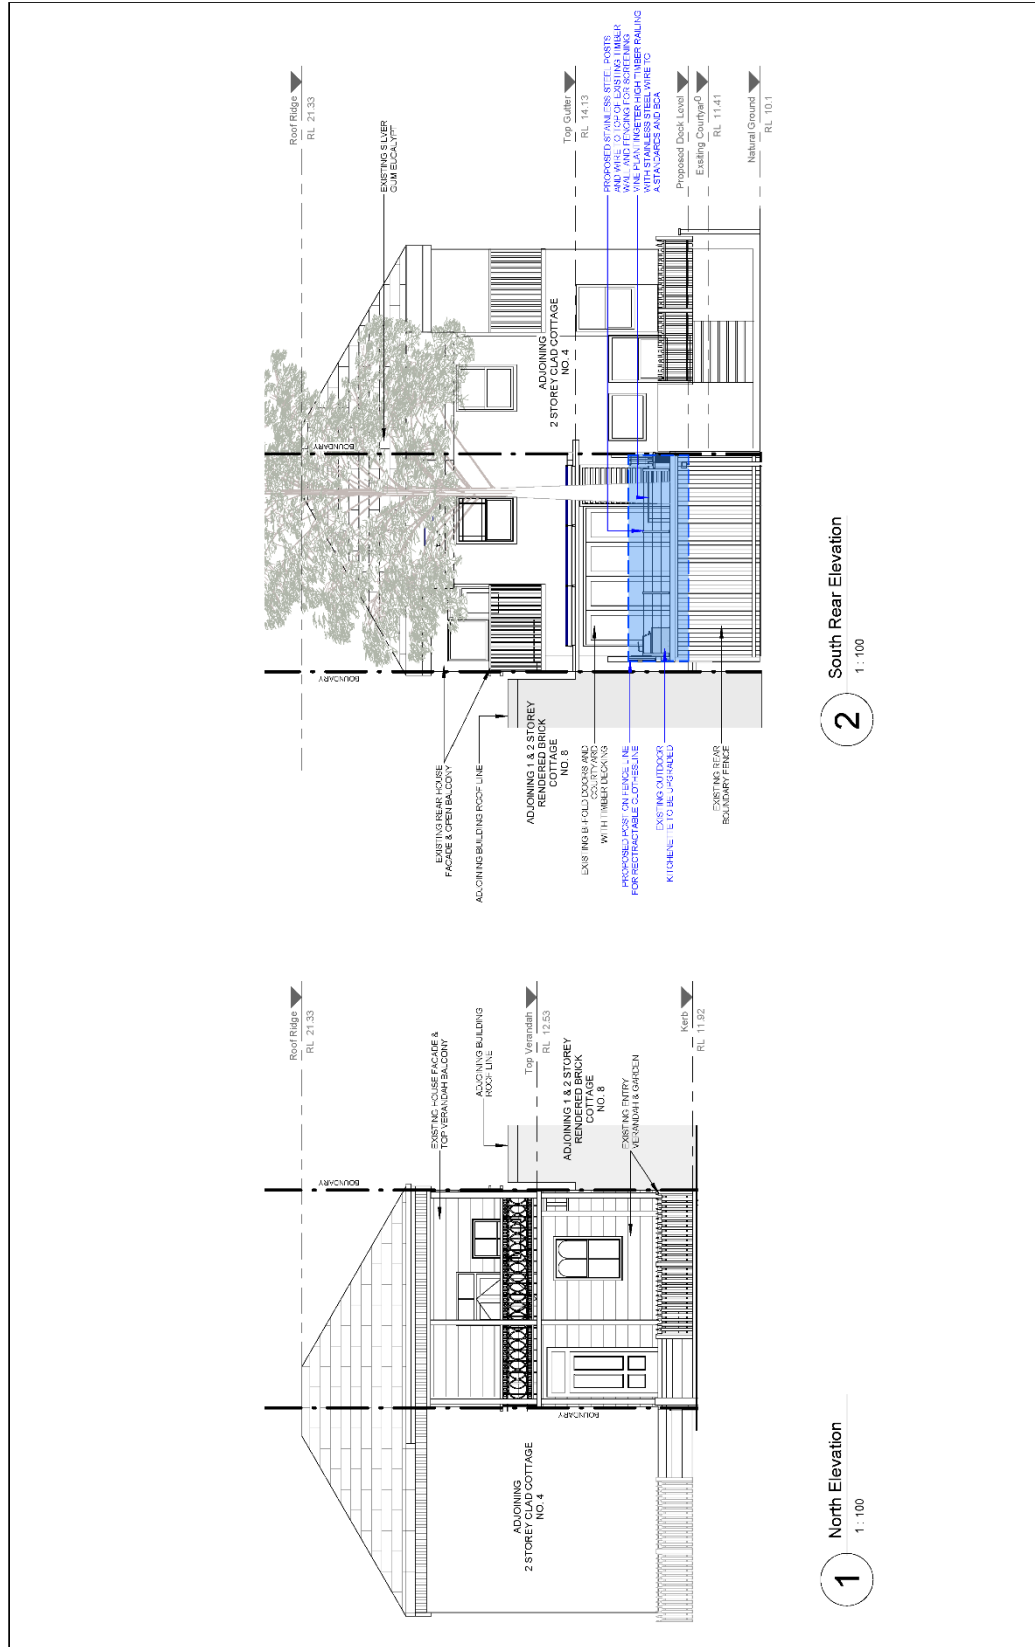 Roof Ridge
RL 21.33
EXISTING HOUSE FACADE &
TOP VERANDAH BALCONY
ADJOINING BUILDING
ROOF LINE
Top Verandah
RL 12.53
ADJOINING 1 & 2 STOREY
RENDERED BRICK
COTTAGE
NO. 8
EXISTING ENTRY
VERANDAH & GARDEN
Kerb
RL 11.92
BOUNDARY
BOUNDARY
ADJOINING
2 STOREY CLAD COTTAGE
NO. 4
1
North Elevation
1 : 100
Roof Ridge
RL 21.33
EXISTING SILVER
GUM EUCALYPT
BOUNDARY
BOUNDARY
EXISTING REAR HOUSE
FACADE & OPEN BALCONY
ADJOINING BUILDING ROOF LINE
ADJOINING 1 & 2 STOREY
RENDERED BRICK
COTTAGE
NO. 8
EXISTING BI-FOLD DOORS AND
COURTYARD
WITH TIMBER DECKING
PROPOSED POST ON FENCE LINE
FOR RECTRACTABLE CLOTHESLINE
EXISTING OUTDOOR
KITCHENETTE TO BE UPGRADED
EXISTING REAR
BOUNDARY FENCE
ADJOINING
2 STOREY CLAD COTTAGE
NO. 4
Top Gutter
RL 14.13
PROPOSED STAINLESS STEEL POSTS
AND WIRE TO TOP OF EXISTING TIMBER
WALL AND FENCING FOR SCREENING
VINE PLANTING
HIGH TIMBER RAILING
WITH STAINLESS STEEL WIRE TO
A STANDARDS AND BCA
Proposed Deck Level
Exsiting Courtyard
RL 11.41
Natural Ground
RL 10.1
2
South Rear Elevation
1 : 100